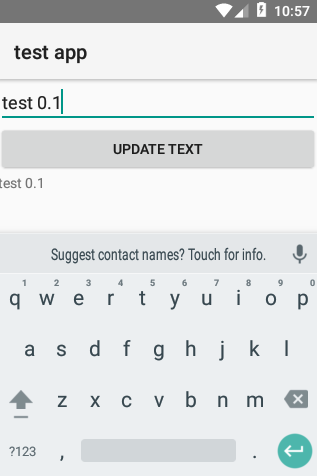 10:57
test app
test 0.1
UPDATE TEXT
test 0.1
Suggest contact names? Touch for info.
1 2 3 4 5 6 7 8 9 0
q w e r t y u i o p
a s d f g h j k l
z x c v b n m
?123 , .